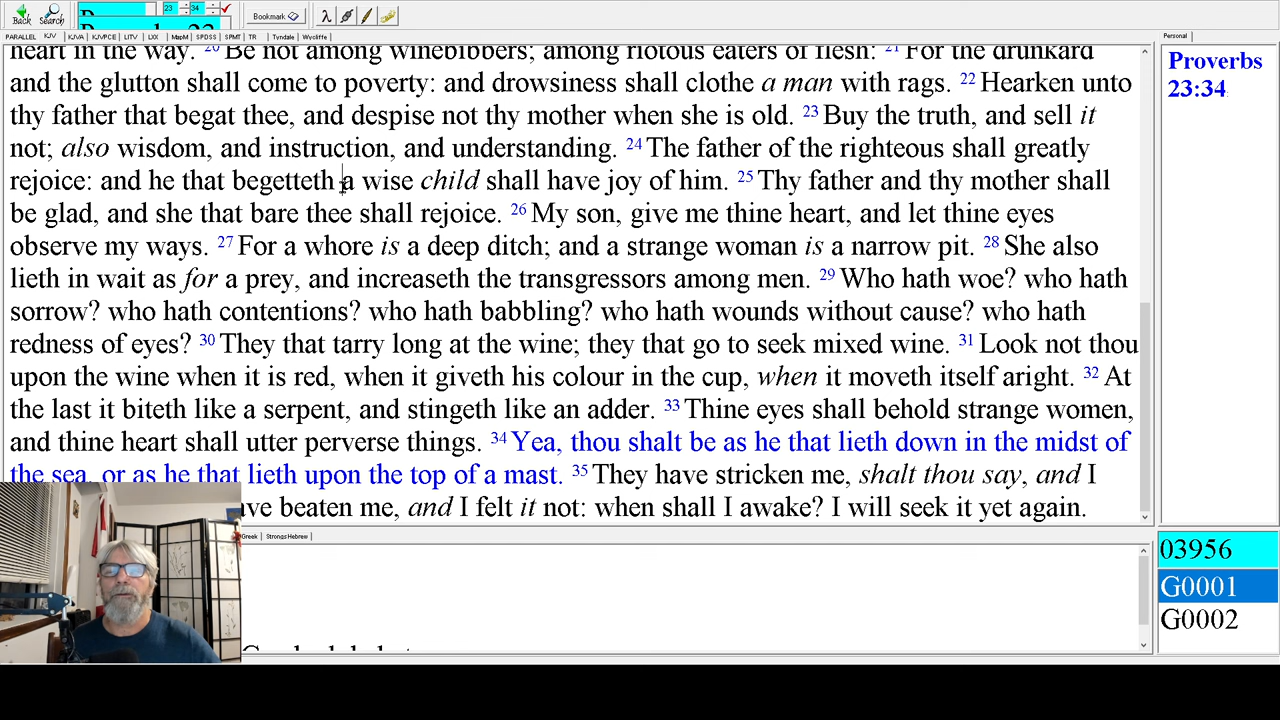 Back Search 23 34 Bookmark
PARALLEL KJV KJVA KJVPCE LITV LXX MapM SPDSS SPMT TR Tyndale Wycliffe
Personal
heart in the way. 20 Be not among winebibbers; among riotous eaters of flesh: 21 For the drunkard
and the glutton shall come to poverty: and drowsiness shall clothe a man with rags. 22 Hearken unto
thy father that begat thee, and despise not thy mother when she is old. 23 Buy the truth, and sell it
not; also wisdom, and instruction, and understanding. 24 The father of the righteous shall greatly
rejoice: and he that begetteth a wise child shall have joy of him. 25 Thy father and thy mother shall
be glad, and she that bare thee shall rejoice. 26 My son, give me thine heart, and let thine eyes
observe my ways. 27 For a whore is a deep ditch; and a strange woman is a narrow pit. 28 She also
lieth in wait as for a prey, and increaseth the transgressors among men. 29 Who hath woe? who hath
sorrow? who hath contentions? who hath babbling? who hath wounds without cause? who hath
redness of eyes? 30 They that tarry long at the wine; they that go to seek mixed wine. 31 Look not thou
upon the wine when it is red, when it giveth his colour in the cup, when it moveth itself aright. 32 At
the last it biteth like a serpent, and stingeth like an adder. 33 Thine eyes shall behold strange women,
and thine heart shall utter perverse things. 34 Yea, thou shalt be as he that lieth down in the midst of
the sea, or as he that lieth upon the top of a mast. 35 They have stricken me, shalt thou say, and I
ave beaten me, and I felt it not: when shall I awake? I will seek it yet again.
Proverbs
23:34
Greek Strongs Hebrew
03956
G0001
G0002